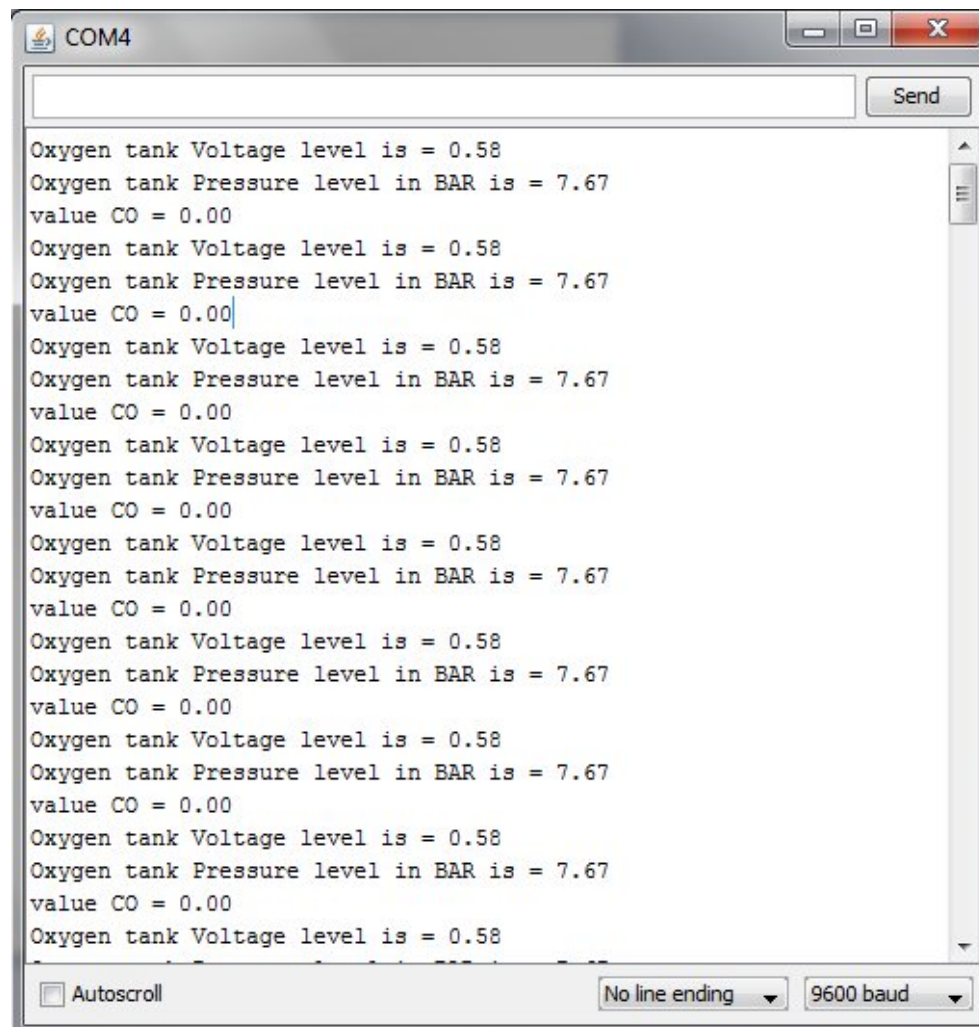 COM4
Send
Oxygen tank Voltage level is = 0.58
Oxygen tank Pressure level in BAR is = 7.67
value CO = 0.00
Oxygen tank Voltage level is = 0.58
Oxygen tank Pressure level in BAR is = 7.67
value CO = 0.00
Oxygen tank Voltage level is = 0.58
Oxygen tank Pressure level in BAR is = 7.67
value CO = 0.00
Oxygen tank Voltage level is = 0.58
Oxygen tank Pressure level in BAR is = 7.67
value CO = 0.00
Oxygen tank Voltage level is = 0.58
Oxygen tank Pressure level in BAR is = 7.67
value CO = 0.00
Oxygen tank Voltage level is = 0.58
Oxygen tank Pressure level in BAR is = 7.67
value CO = 0.00
Oxygen tank Voltage level is = 0.58
Oxygen tank Pressure level in BAR is = 7.67
value CO = 0.00
Oxygen tank Voltage level is = 0.58
Oxygen tank Pressure level in BAR is = 7.67
value CO = 0.00
Oxygen tank Voltage level is = 0.58
Autoscroll No line ending 9600 baud